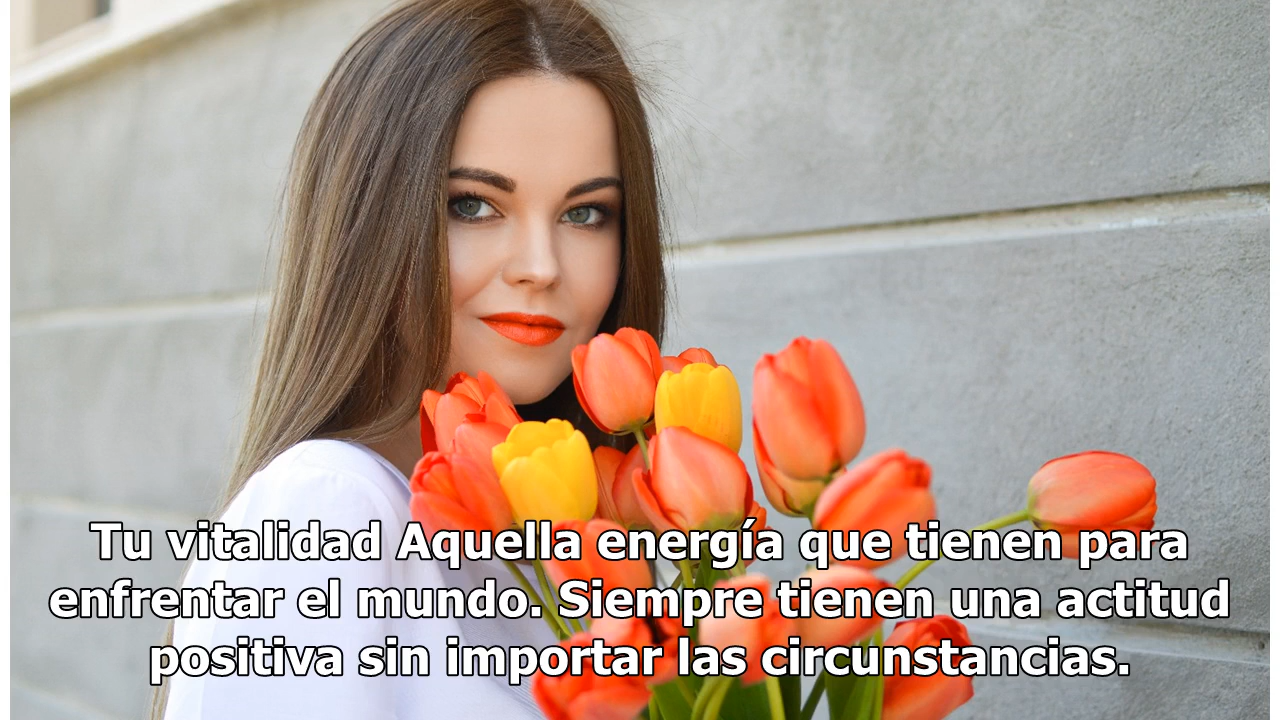 Tu vitalidad Aquella energía que tienen para
enfrentar el mundo. Siempre tienen una actitud
positiva sin importar las circunstancias.